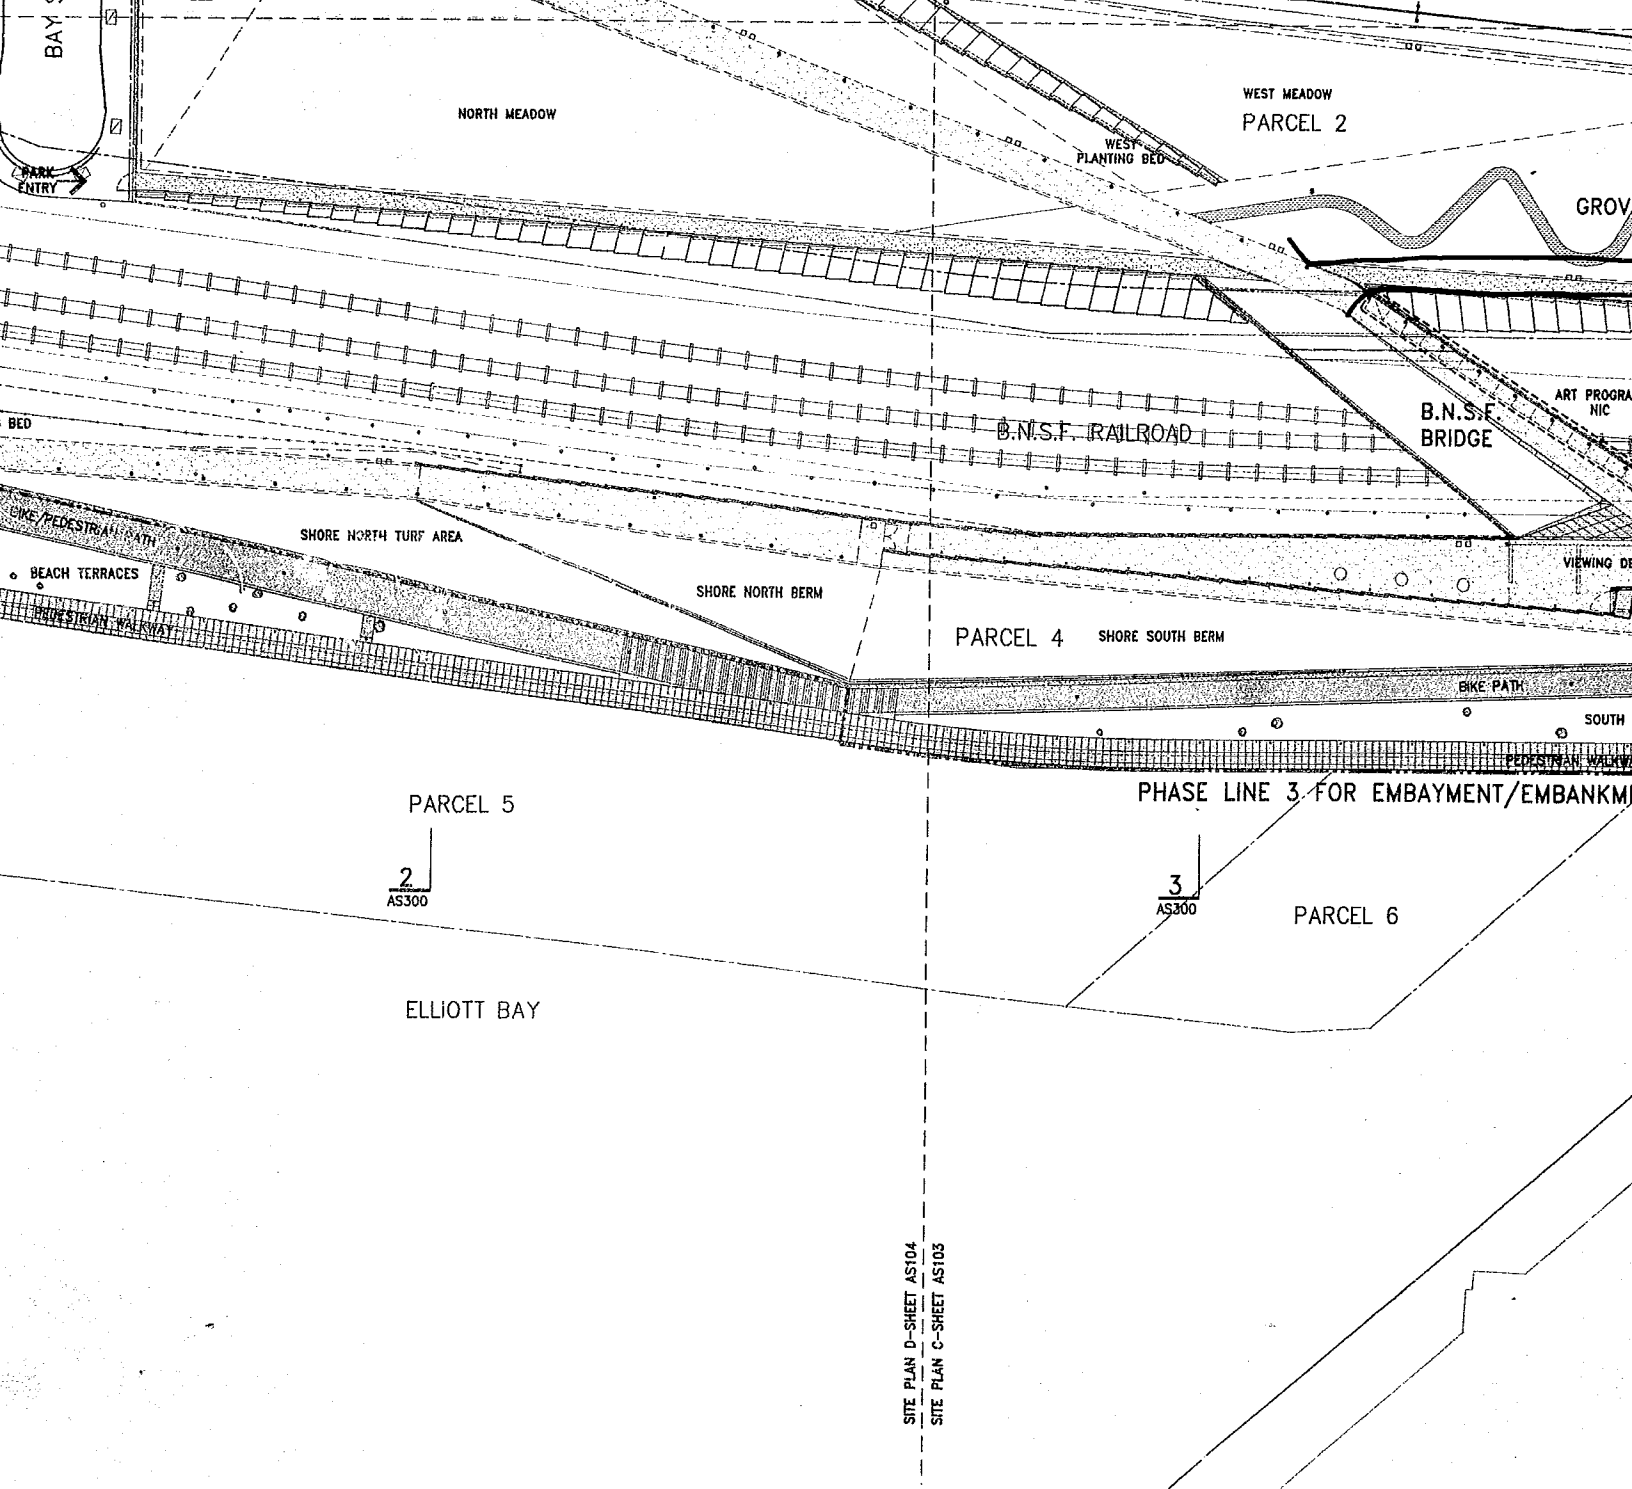 BAY S
WEST MEADOW
PARCEL 2
NORTH MEADOW
WEST
PLANTING BED
PARK
ENTRY
GROV
ART PROGRA
NIC
B.N.S.F.
BRIDGE
B.N.S.F. RAILROAD
BED
BIKE/PEDESTRIAN PATH
SHORE NORTH TURF AREA
VIEWING DE
BEACH TERRACES
SHORE NORTH BERM
PEDESTRIAN WALKWAY
PARCEL 4
SHORE SOUTH BERM
BIKE PATH
SOUTH
PEDESTRIAN WALKWA
PHASE LINE 3 FOR EMBAYMENT/EMBANKM
PARCEL 5
2
AS300
3
AS300
PARCEL 6
ELLIOTT BAY
SITE PLAN D-SHEET AS104
SITE PLAN C-SHEET AS103